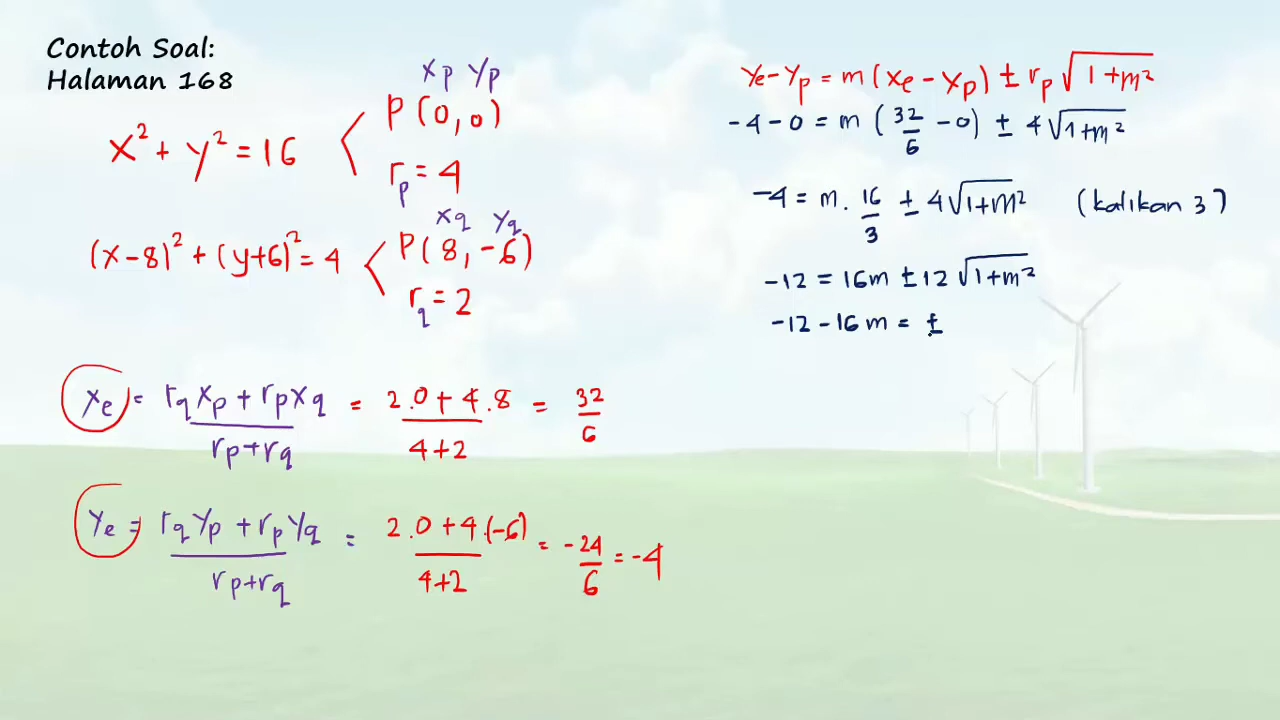 Contoh Soal:
Halaman 168
xp yp
x² + y² = 16
P(0,0)
rp = 4
xq yq
(x-8)² + (y+6)² = 4
P(8,-6)
rq = 2
xe = rq xp + rp xq / rp+rq = 2.0 + 4.8 / 4+2 = 32/6
ye = rq yp + rp yq / rp+rq = 2.0 + 4.(-6) / 4+2 = -24/6 = -4
ye - yp = m(xe - xp) ± rp √1+m²
-4-0 = m(32/6 - 0) ± 4√1+m²
-4 = m. 16/3 ± 4√1+m² (kalikan 3)
-12 = 16m ± 12√1+m²
-12-16m = ±